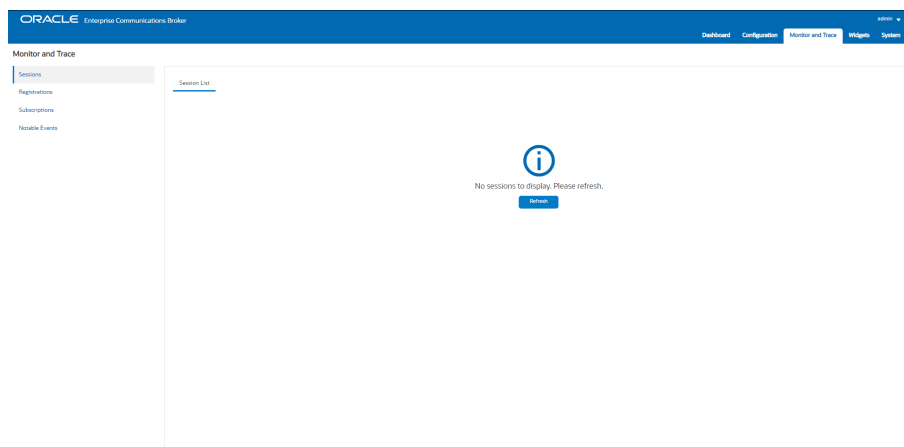 ORACLE Enterprise Communications Broker
admin
Dashboard Configuration Monitor and Trace Widgets System
Monitor and Trace
Sessions
Registrations
Subscriptions
Notable Events
Session List
No sessions to display. Please refresh.
Refresh